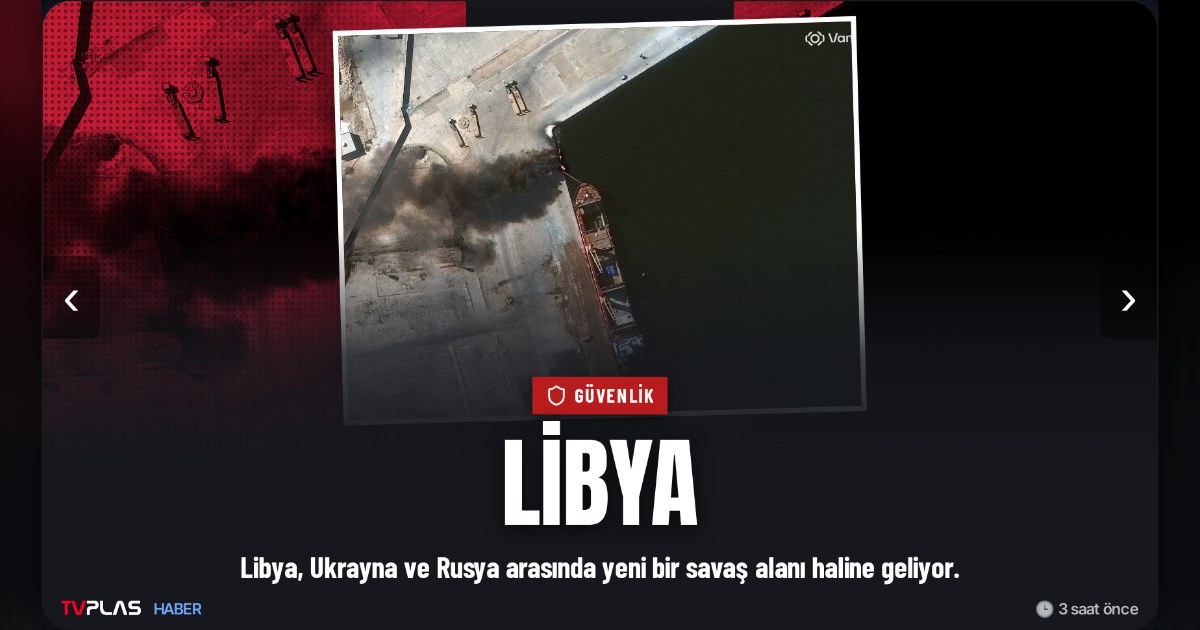 Van
GÜVENLİK
LİBYA
Libya, Ukrayna ve Rusya arasında yeni bir savaş alanı haline geliyor.
TVPLAS HABER
3 saat önce